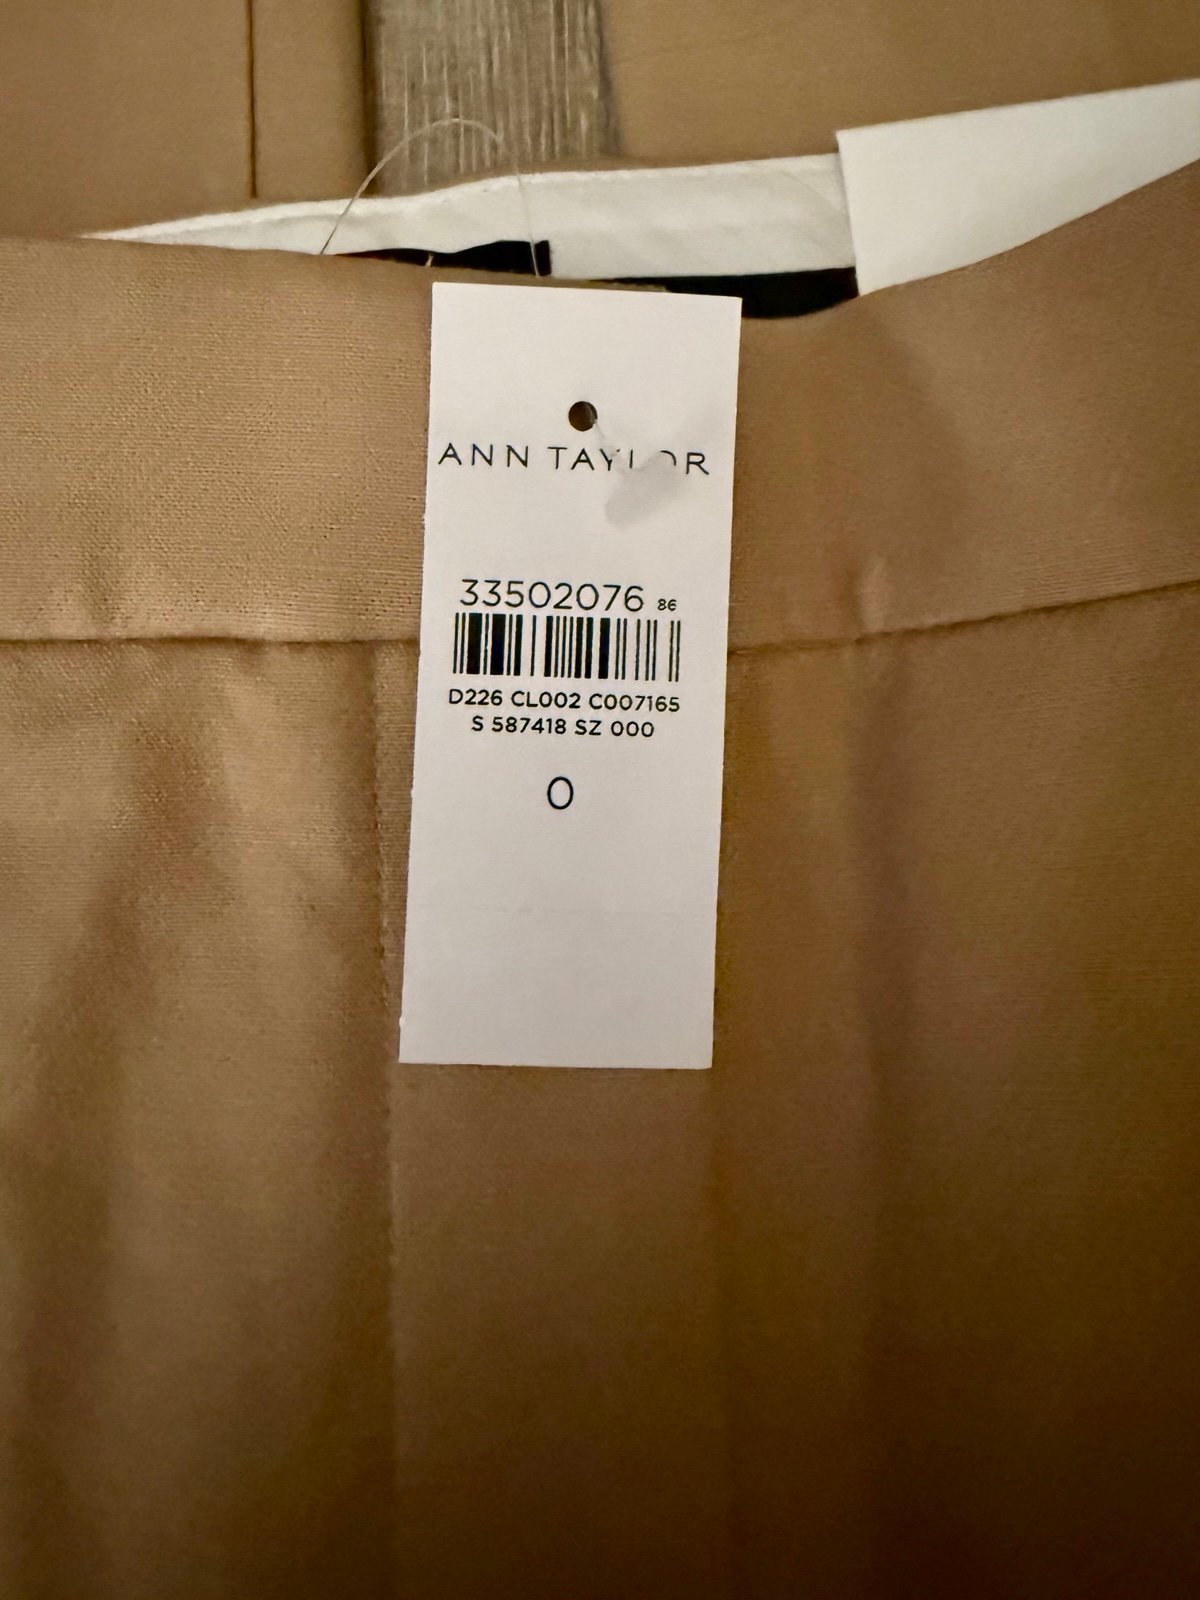 ANN TAYLOR
33502076 86
D226 CL002 C007165
S 587418 SZ 000
0